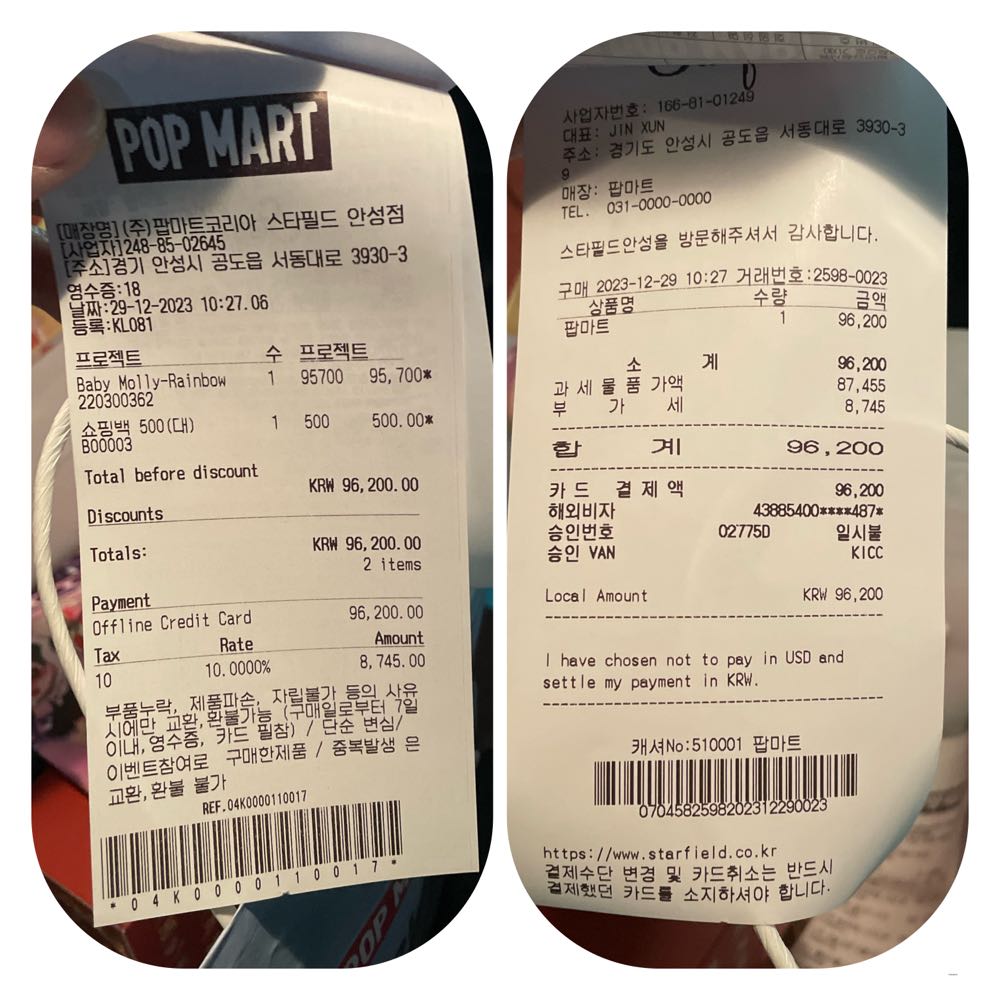 POP MART
[매장명](주)팝마트코리아 스타필드 안성점
[사업자]248-85-02645
[주소]경기 안성시 공도읍 서동대로 3930-3
영수증:18
날짜:29-12-2023 10:27.06
등록:KL081
프로젝트 수 프로젝트
Baby Molly-Rainbow 1 95700 95,700*
220300362
쇼핑백 500(대) 1 500 500.00*
B00003
Total before discount
KRW 96,200.00
Discounts
Totals: KRW 96,200.00
2 items
Payment
Offline Credit Card 96,200.00
Tax Rate Amount
10 10.0000% 8,745.00
부품누락, 제품파손, 자립불가 등의 사유
시에만 교환,환불가능 (구매일로부터 7일
이내,영수증, 카드 필참) / 단순 변심/
이벤트참여로 구매한제품 / 중복발생 은
교환,환불 불가
REF.04K0000110017
*04K0000110017*
사업자번호: 166-81-01249
대표: JIN XUN
주소: 경기도 안성시 공도읍 서동대로 3930-3
9
매장: 팝마트
TEL. 031-0000-0000
스타필드안성을 방문해주셔서 감사합니다.
구매 2023-12-29 10:27 거래번호:2598-0023
상품명 수량 금액
팝마트 1 96,200
소 계 96,200
과세물품가액 87,455
부 가 세 8,745
합 계 96,200
카드 결제액 96,200
해외비자 43885400****487*
승인번호 02775D 일시불
승인 VAN KICC
Local Amount KRW 96,200
I have chosen not to pay in USD and
settle my payment in KRW.
캐셔No:510001 팝마트
0704582598202312290023
https://www.starfield.co.kr
결제수단 변경 및 카드취소는 반드시
결제했던 카드를 소지하셔야 합니다.